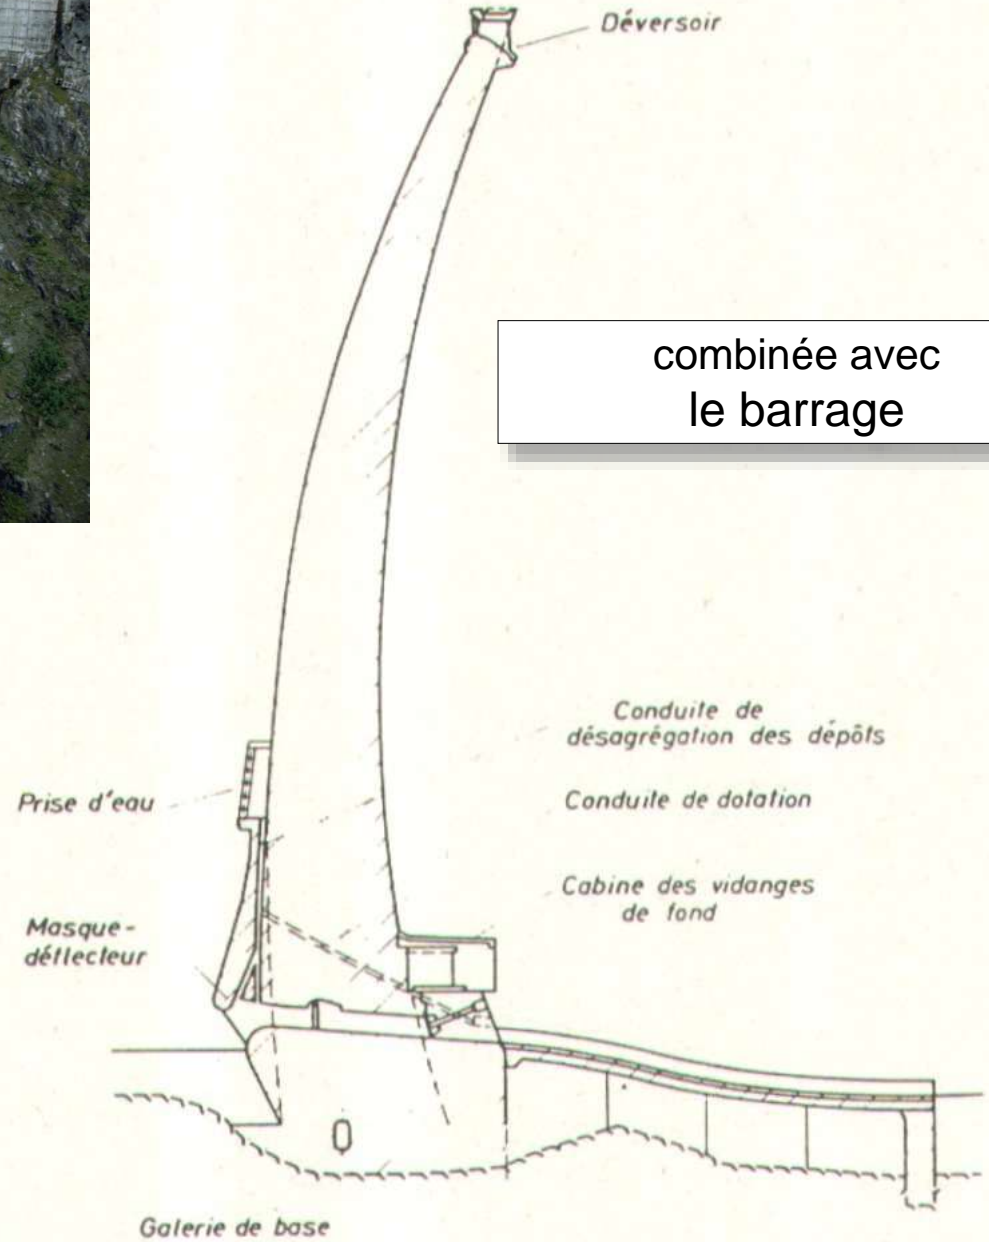 Déversoir
combinée avec
le barrage
Conduite de
désagrégation des dépôts
Prise d'eau
Conduite de dotation
Cabine des vidanges
de fond
Masque-
déflecteur
Galerie de base